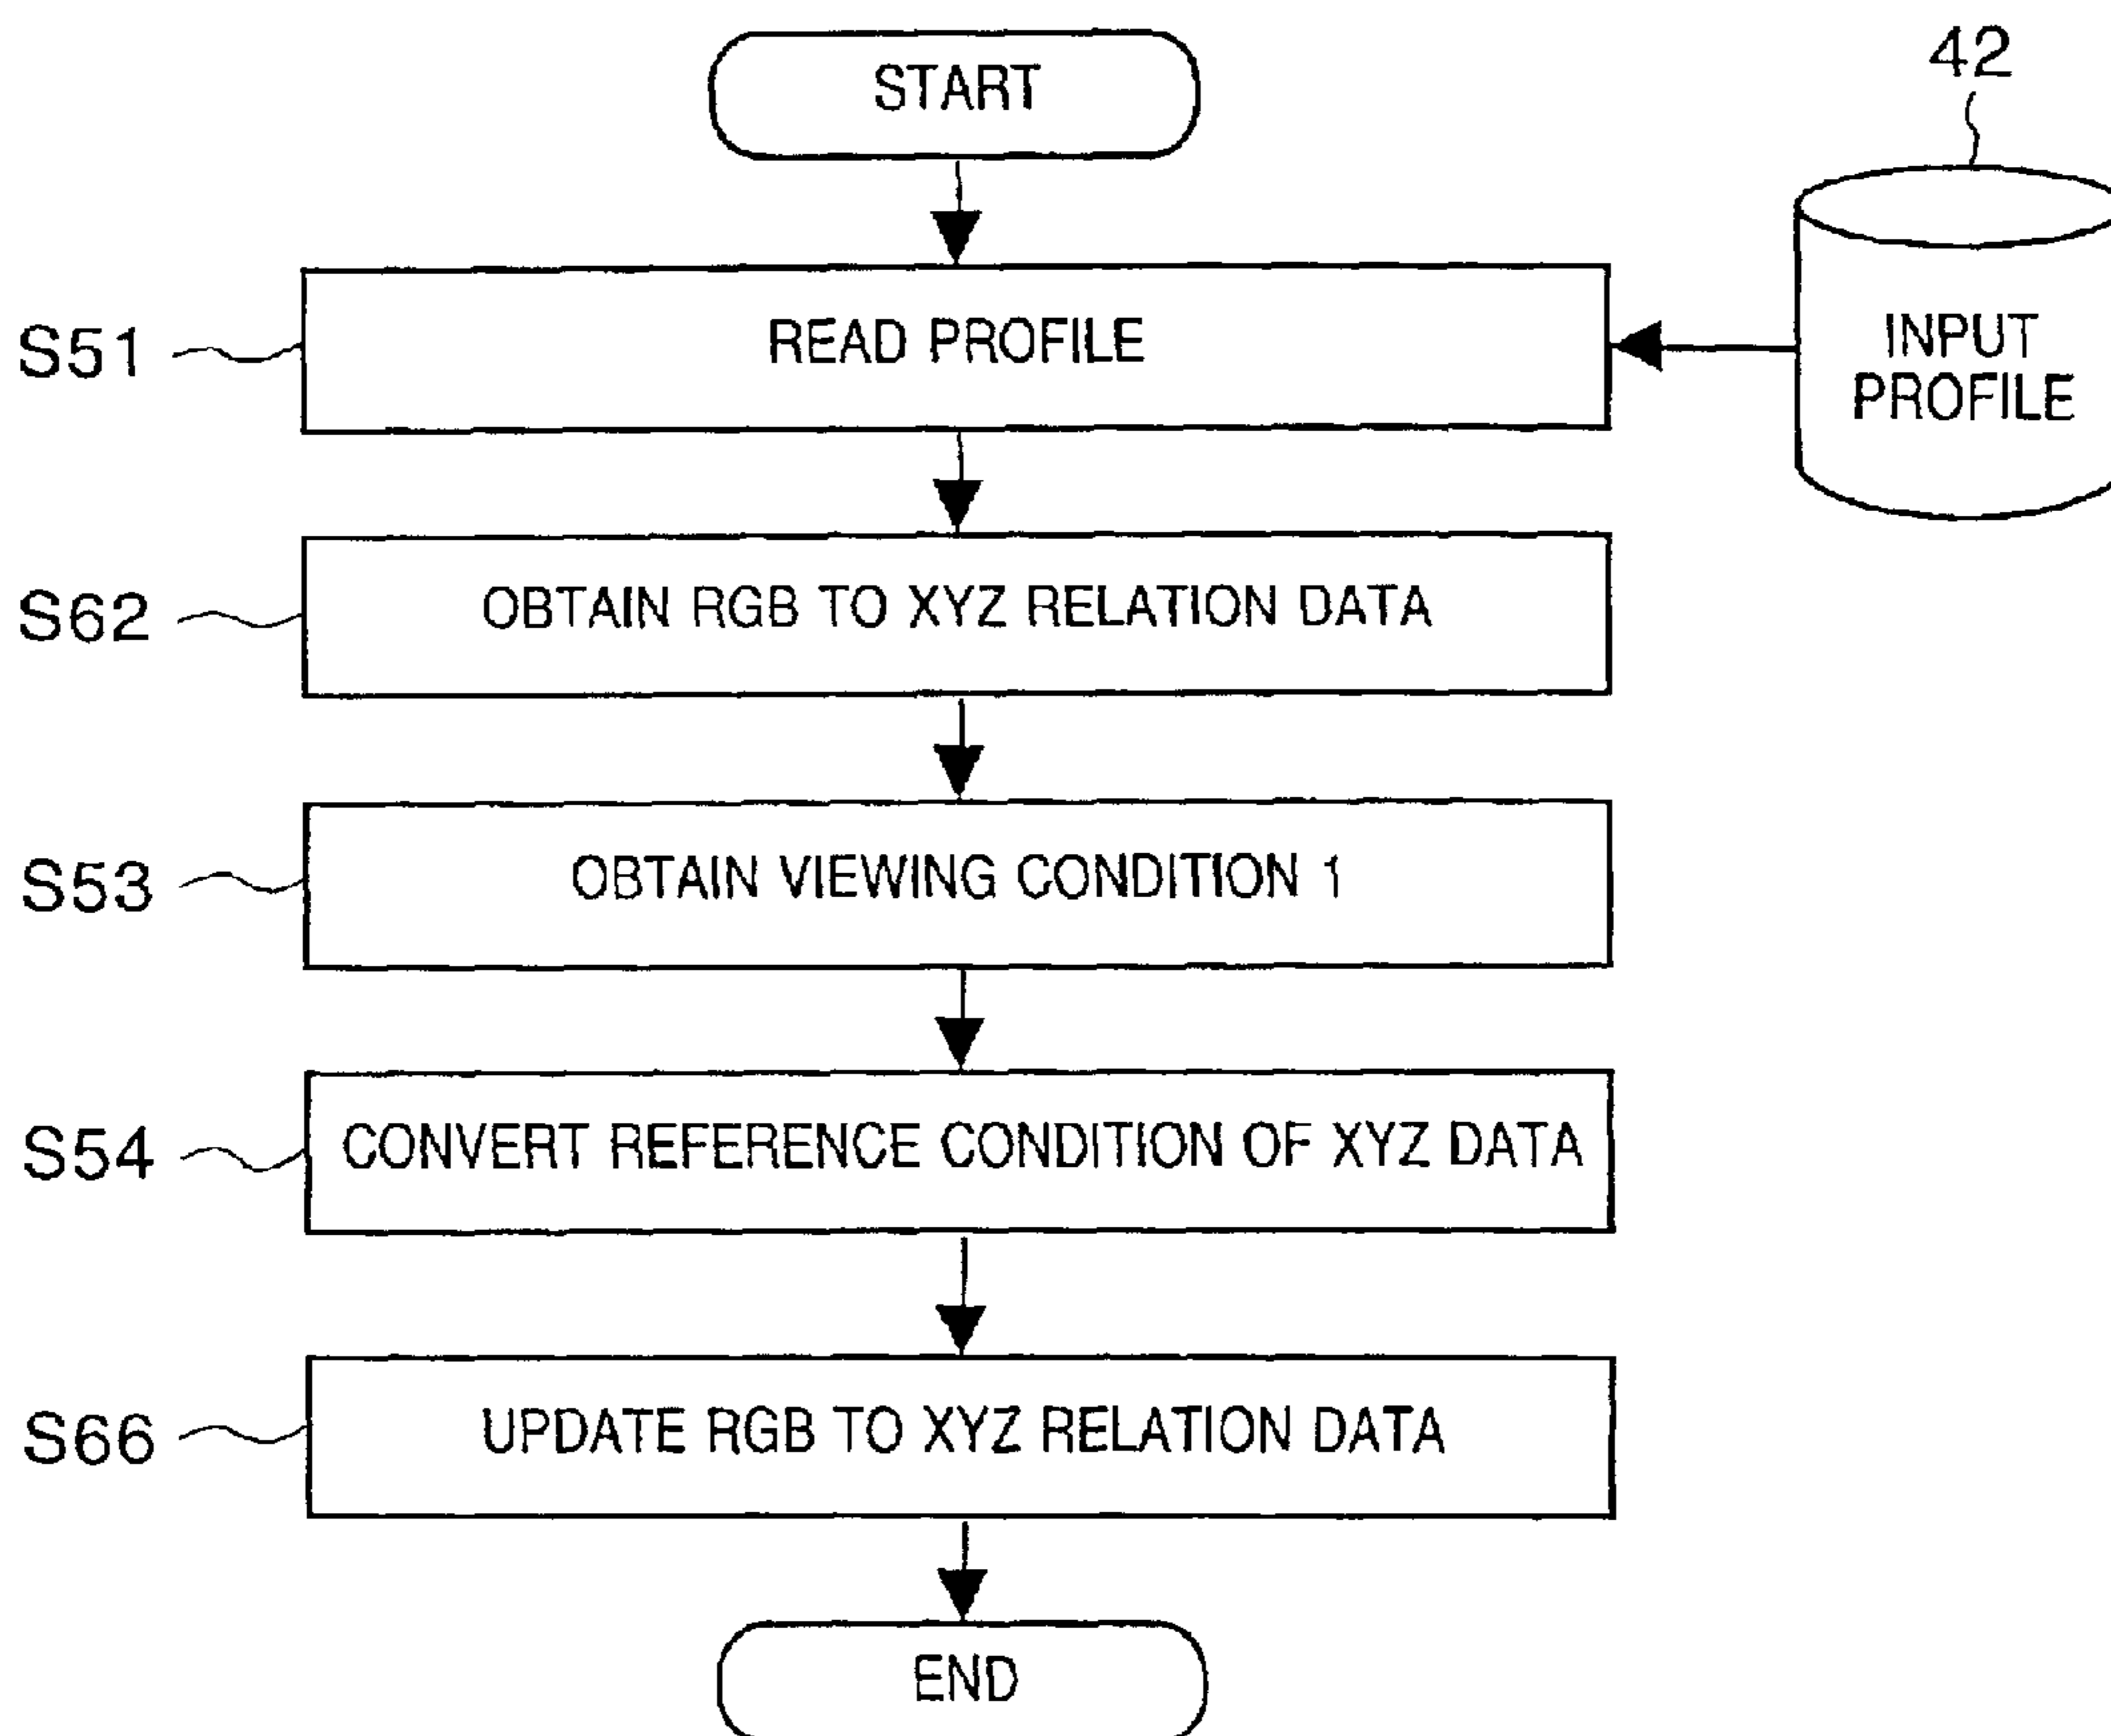 START
42
INPUT
PROFILE
S51
READ PROFILE
S62
OBTAIN RGB TO XYZ RELATION DATA
S53
OBTAIN VIEWING CONDITION 1
S54
CONVERT REFERENCE CONDITION OF XYZ DATA
S66
UPDATE RGB TO XYZ RELATION DATA
END